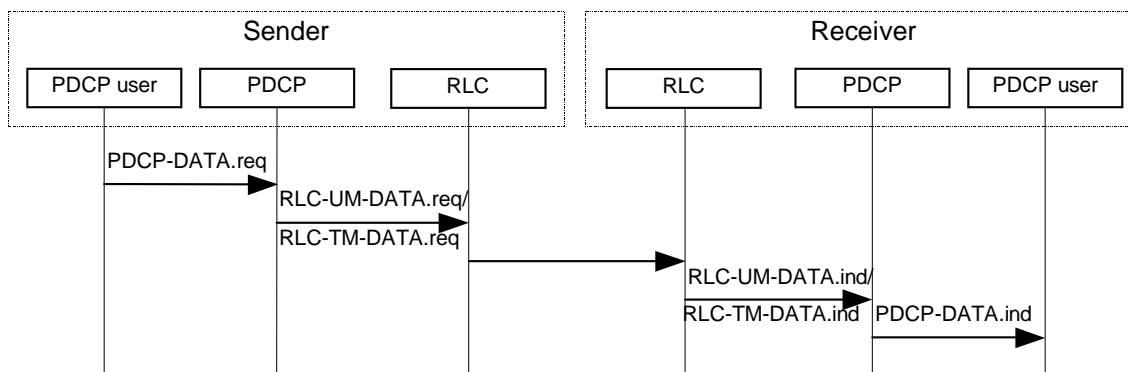 Sender
Receiver
PDCP user
PDCP
RLC
RLC
PDCP
PDCP user
PDCP-DATA.req
RLC-UM-DATA.req/
RLC-TM-DATA.req
RLC-UM-DATA.ind/
RLC-TM-DATA.ind
PDCP-DATA.ind